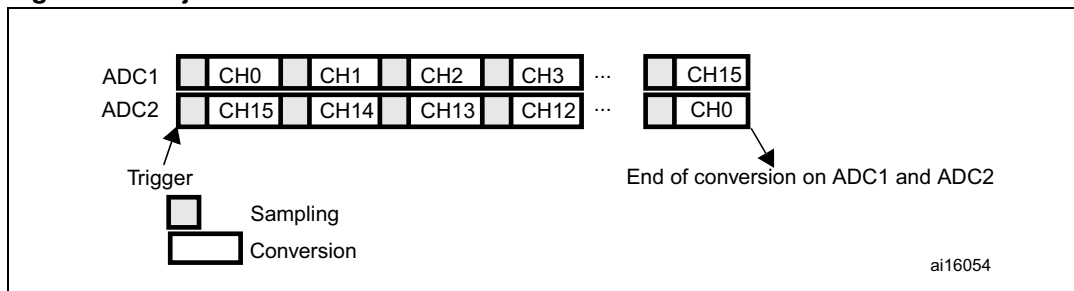 ADC1 CH0 CH1 CH2 CH3 ... CH15
ADC2 CH15 CH14 CH13 CH12 ... CH0
Trigger
End of conversion on ADC1 and ADC2
Sampling
Conversion
ai16054